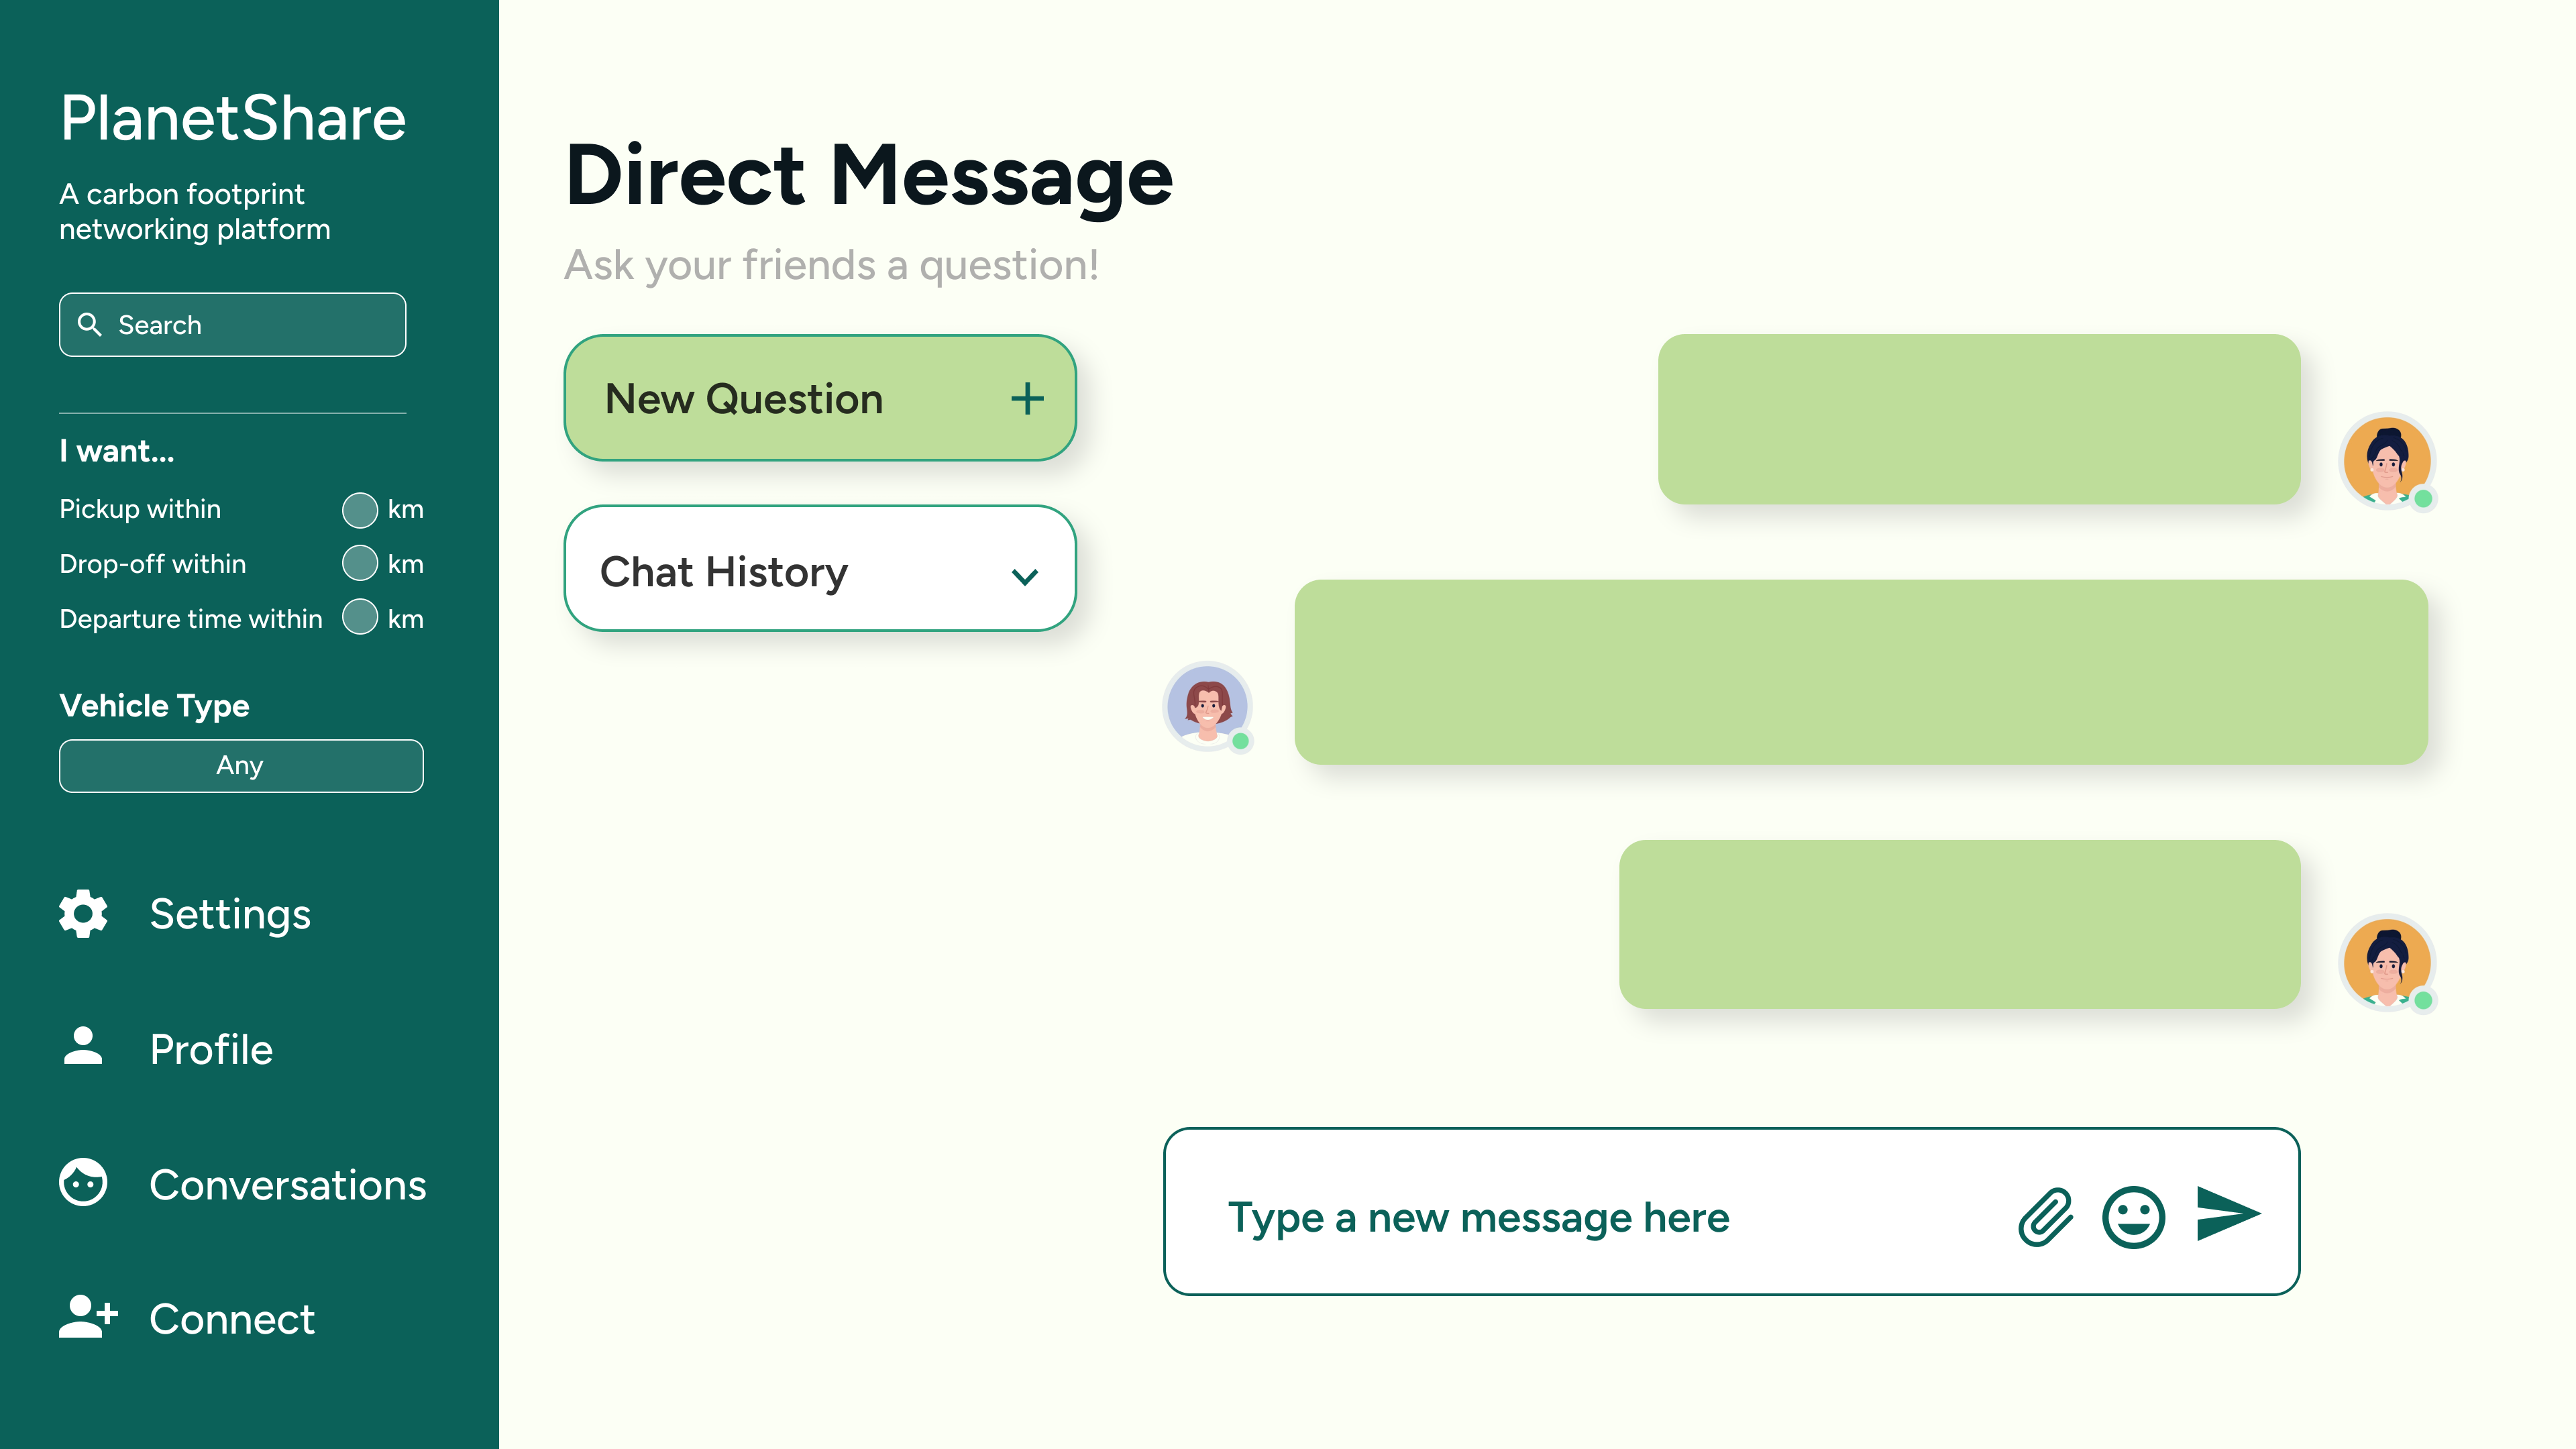 PlanetShare
A carbon footprint
networking platform
Search
I want...
Pickup within km
Drop-off within km
Departure time within km
Vehicle Type
Any
Settings
Profile
Conversations
Connect
Direct Message
Ask your friends a question!
New Question
Chat History
Type a new message here